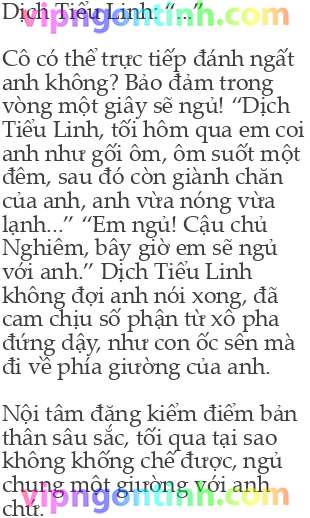 Dịch Tiểu Linh: “...”
vipngontinh.com
Cô có thể trực tiếp đánh ngất
anh không? Bảo đảm trong
vòng một giây sẽ ngủ! “Dịch
Tiểu Linh, tối hôm qua em coi
anh như gối ôm, ôm suốt một
đêm, sau đó còn giành chăn
của anh, anh vừa nóng vừa
lạnh...” “Em ngủ! Cậu chủ
Nghiêm, bây giờ em sẽ ngủ
với anh.” Dịch Tiểu Linh
không đợi anh nói xong, đã
cam chịu số phận từ xô pha
đứng dậy, như con ốc sên mà
đi về phía giường của anh.
Nội tâm đăng kiểm điểm bản
thân sâu sắc, tối qua tại sao
không khống chế được, ngủ
chung một giường với anh
vipngontinh.com
chứ.